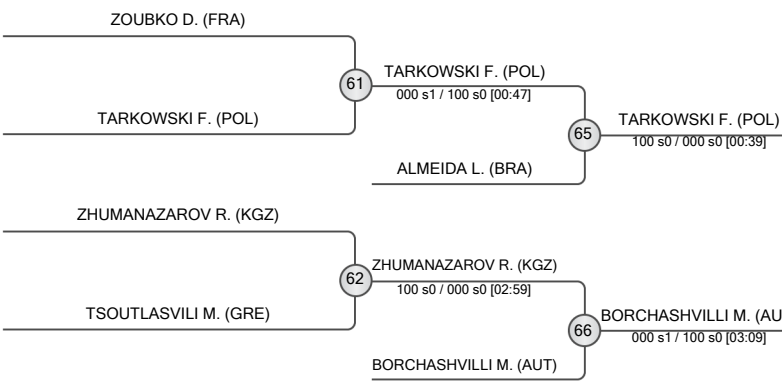 ZOUBKO D. (FRA)
61
TARKOWSKI F. (POL)
000 s1 / 100 s0 [00:47]
TARKOWSKI F. (POL)
65
TARKOWSKI F. (POL)
100 s0 / 000 s0 [00:39]
ALMEIDA L. (BRA)
ZHUMANAZAROV R. (KGZ)
62
ZHUMANAZAROV R. (KGZ)
100 s0 / 000 s0 [02:59]
TSOUTLASVILI M. (GRE)
66
BORCHASHVILLI M. (AU
000 s1 / 100 s0 [03:09]
BORCHASHVILLI M. (AUT)